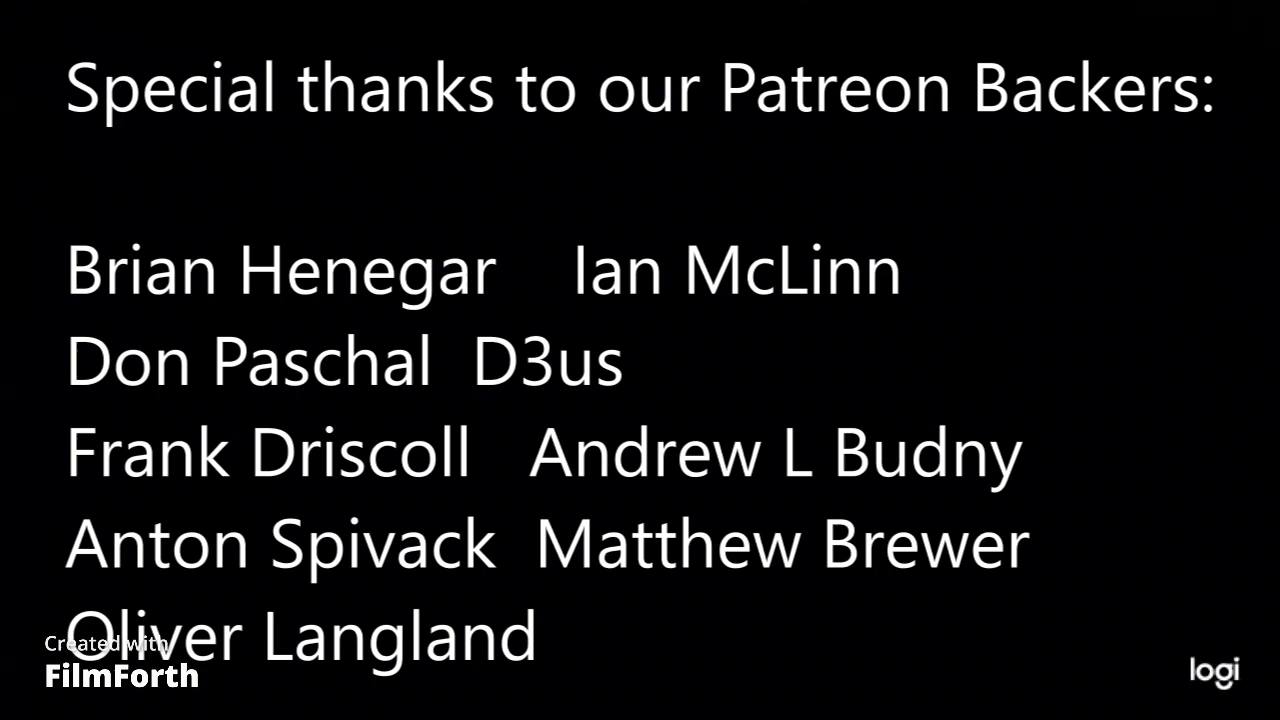 Special thanks to our Patreon Backers:
Brian Henegar Ian McLinn
Don Paschal D3us
Frank Driscoll Andrew L Budny
Anton Spivack Matthew Brewer
Oliver Langland
Created with
FilmForth
logi